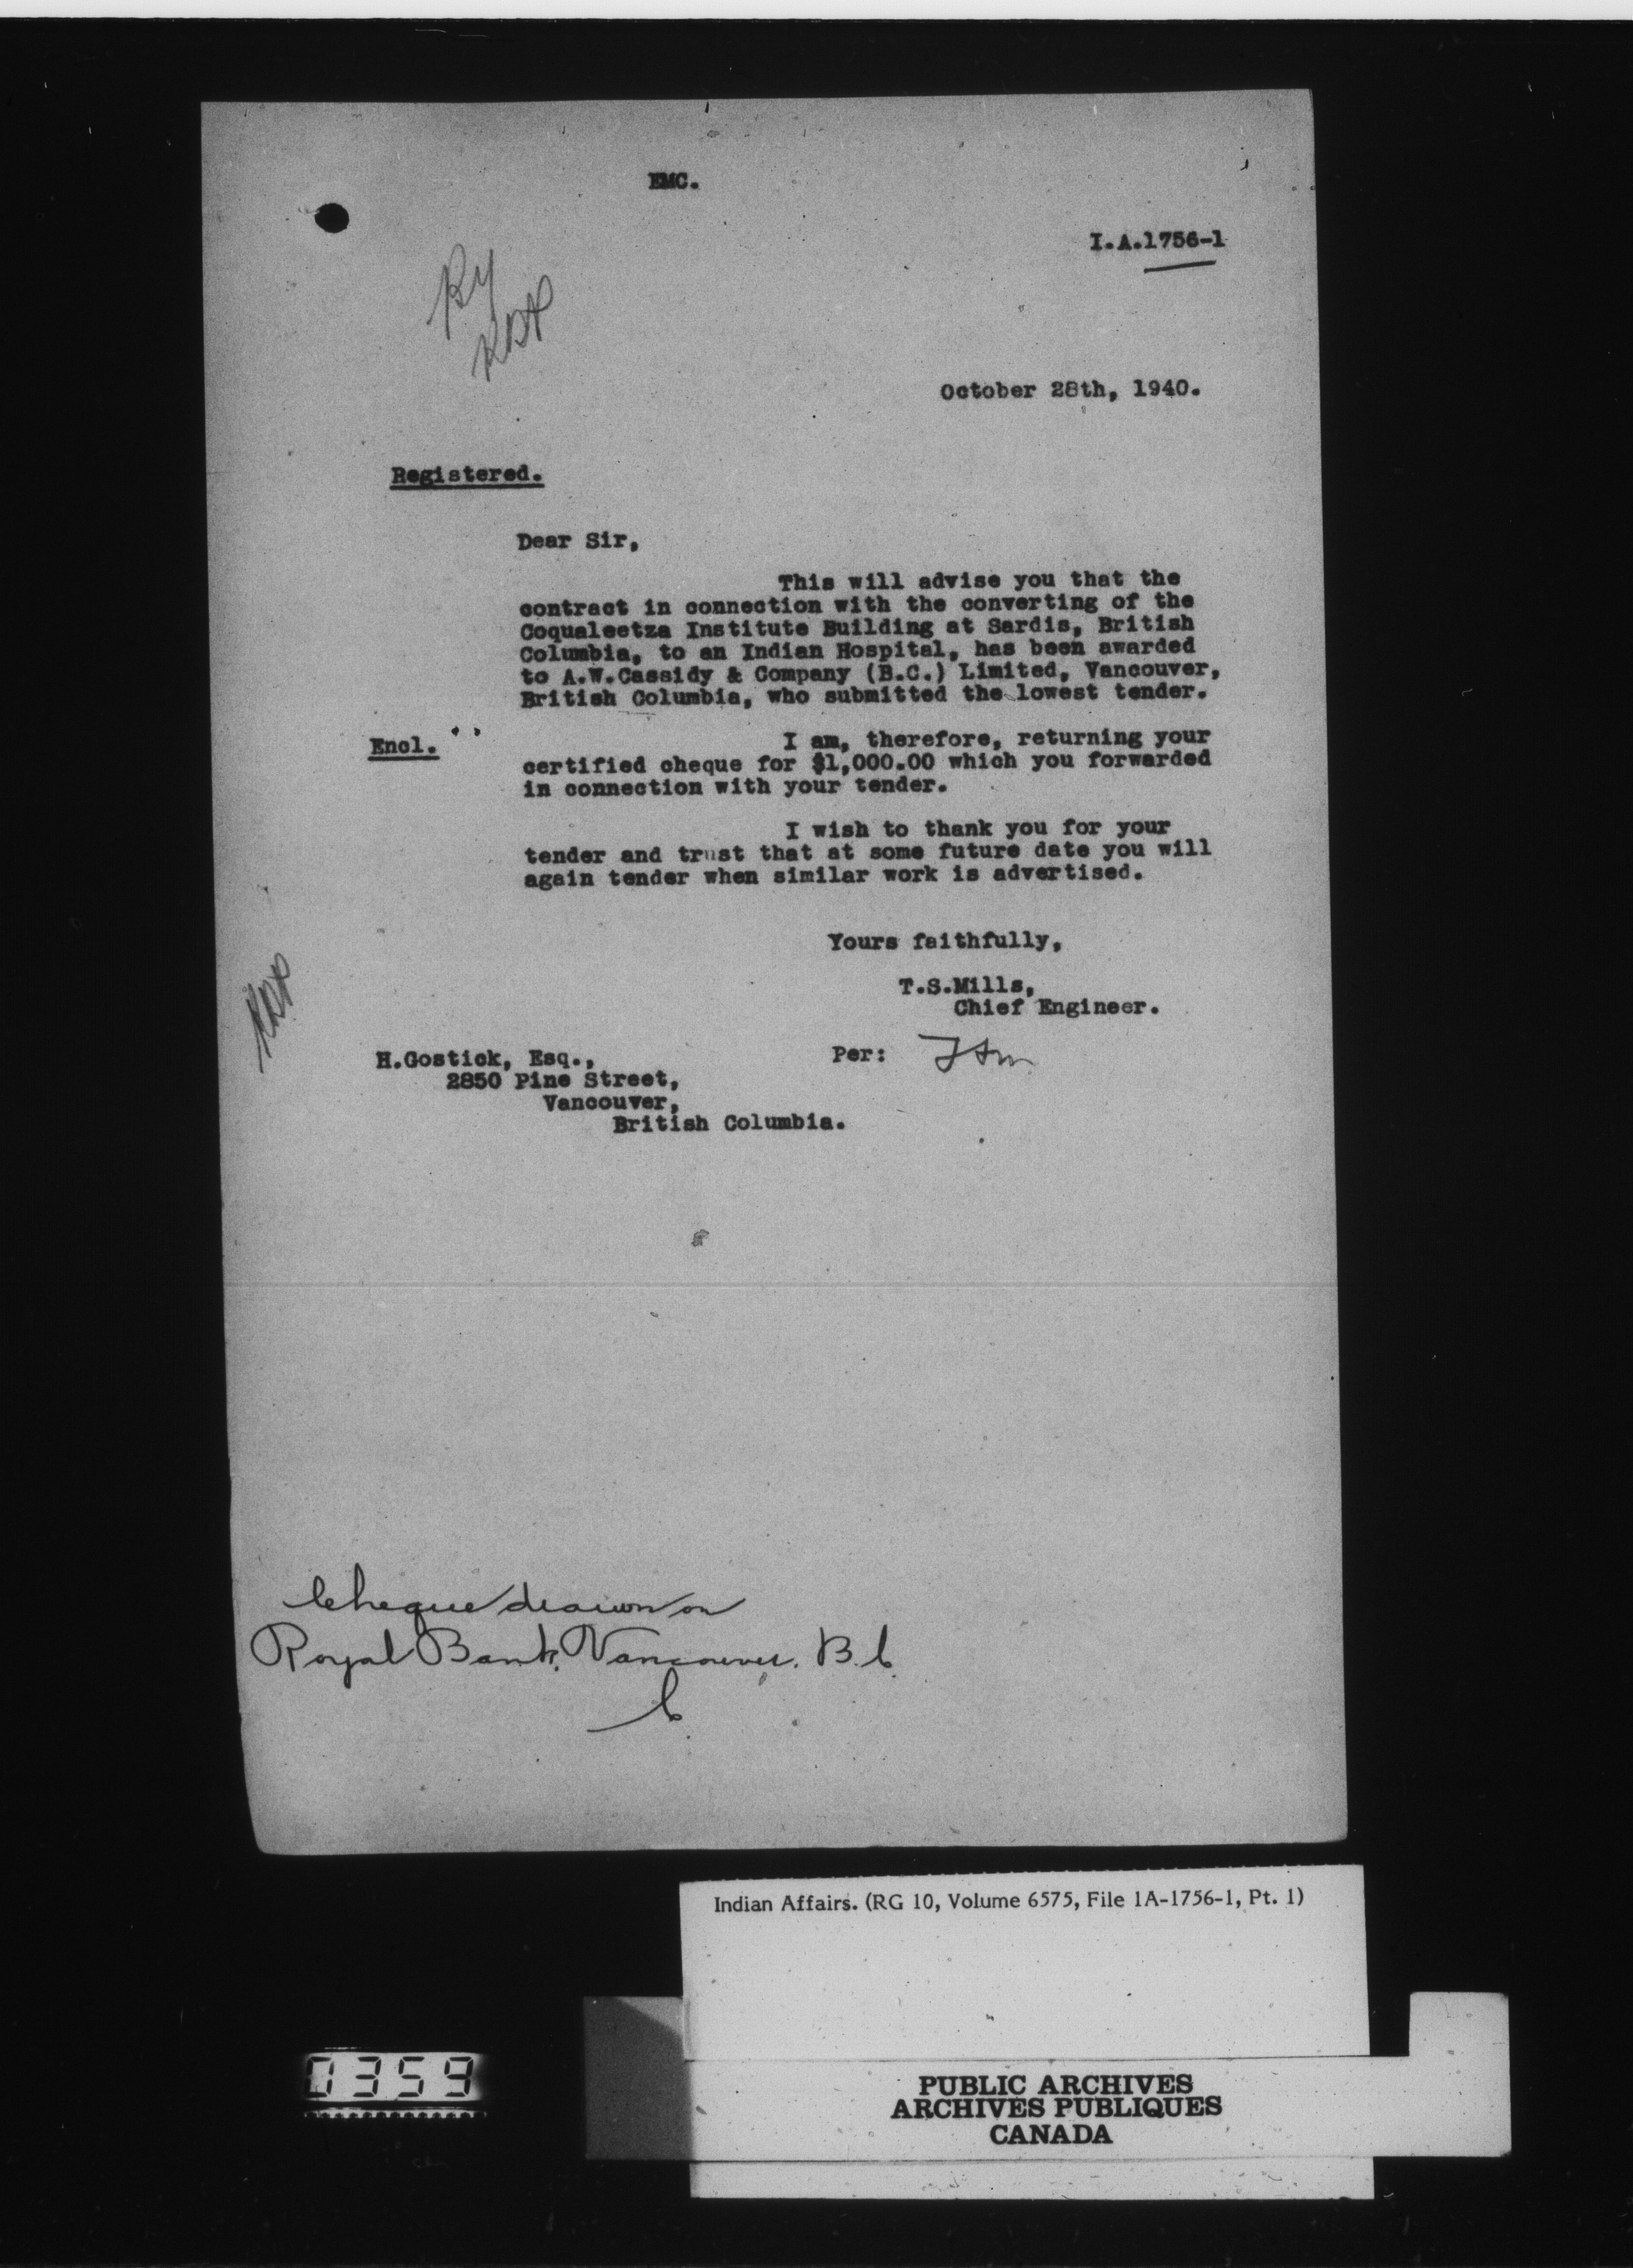 EMC.
I.A.1756-1
October 28th, 1940.
Registered.
Dear Sir,
This will advise you that the
contract in connection with the converting of the
Coqualeetza Institute Building at Sardis, British
Columbia, to an Indian Hospital, has been awarded
to A.W.Cassidy & Company (B.C.) Limited, Vancouver,
British Columbia, who submitted the lowest tender.
Encl.
I am, therefore, returning your
certified cheque for $1,000.00 which you forwarded
in connection with your tender.
I wish to thank you for your
tender and trust that at some future date you will
again tender when similar work is advertised.
Yours faithfully,
T.S.Mills,
Chief Engineer.
Per:
H.Gostick, Esq.,
2850 Pine Street,
Vancouver,
British Columbia.
Cheque drawn on
Royal Bank, Vancouver. B.C.
C
Indian Affairs. (RG 10, Volume 6575, File 1A-1756-1, Pt. 1)
0359
PUBLIC ARCHIVES
ARCHIVES PUBLIQUES
CANADA